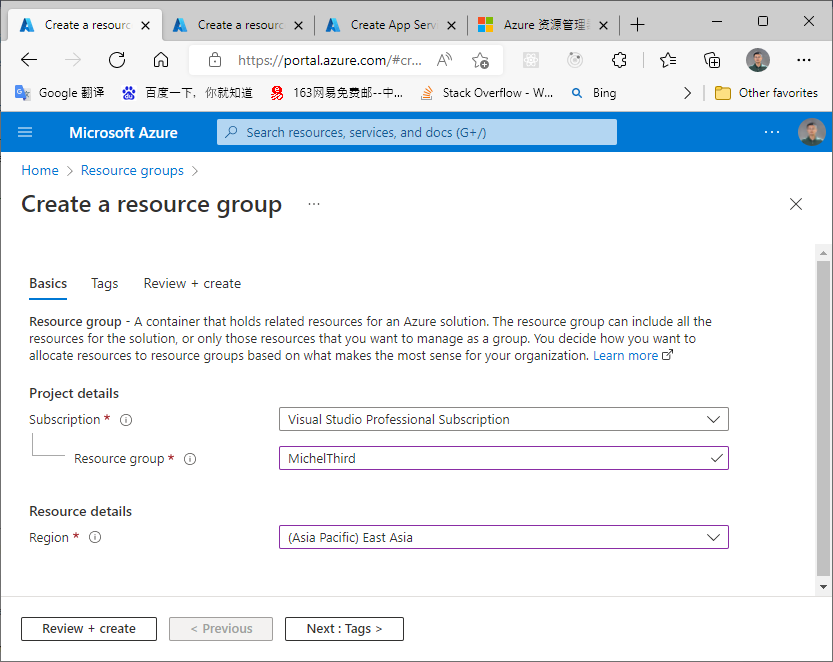 Create a resourc
Create a resourc
Create App Serv
Azure 资源管理
https://portal.azure.com/#cr...
Google 翻译
百度一下，你就知道
163网易免费邮--中...
Stack Overflow - W...
Bing
Other favorites
Microsoft Azure
Search resources, services, and docs (G+/)
Home > Resource groups >
Create a resource group ...
Basics
Tags
Review + create
Resource group - A container that holds related resources for an Azure solution. The resource group can include all the
resources for the solution, or only those resources that you want to manage as a group. You decide how you want to
allocate resources to resource groups based on what makes the most sense for your organization. Learn more
Project details
Subscription *
Visual Studio Professional Subscription
Resource group *
MichelThird
Resource details
Region *
(Asia Pacific) East Asia
Review + create
< Previous
Next : Tags >